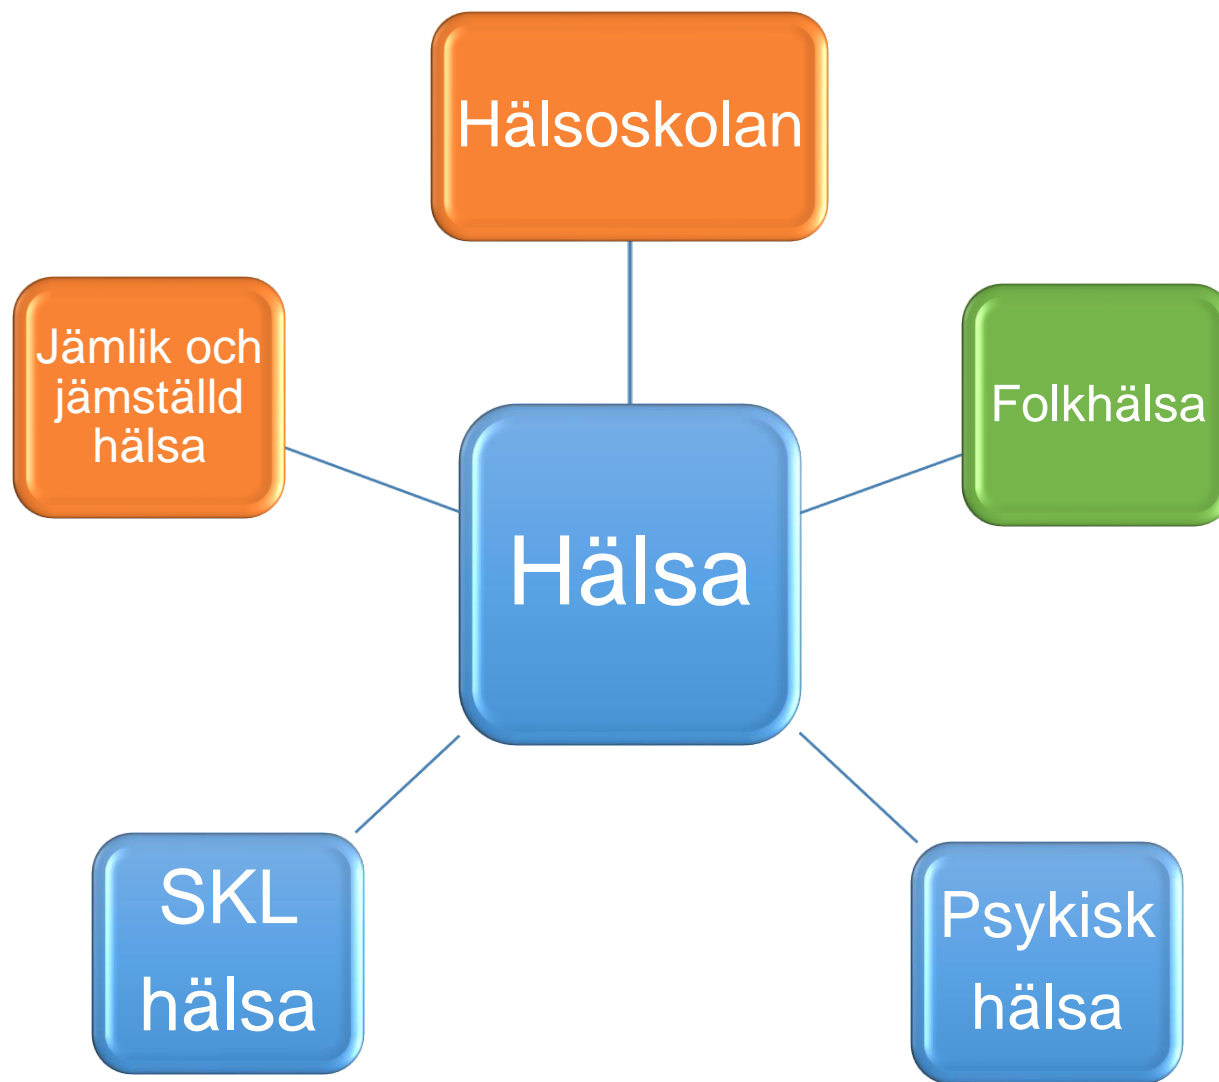 Hälsoskolan
Jämlik och
jämställd
hälsa
Folkhälsa
Hälsa
SKL
hälsa
Psykisk
hälsa